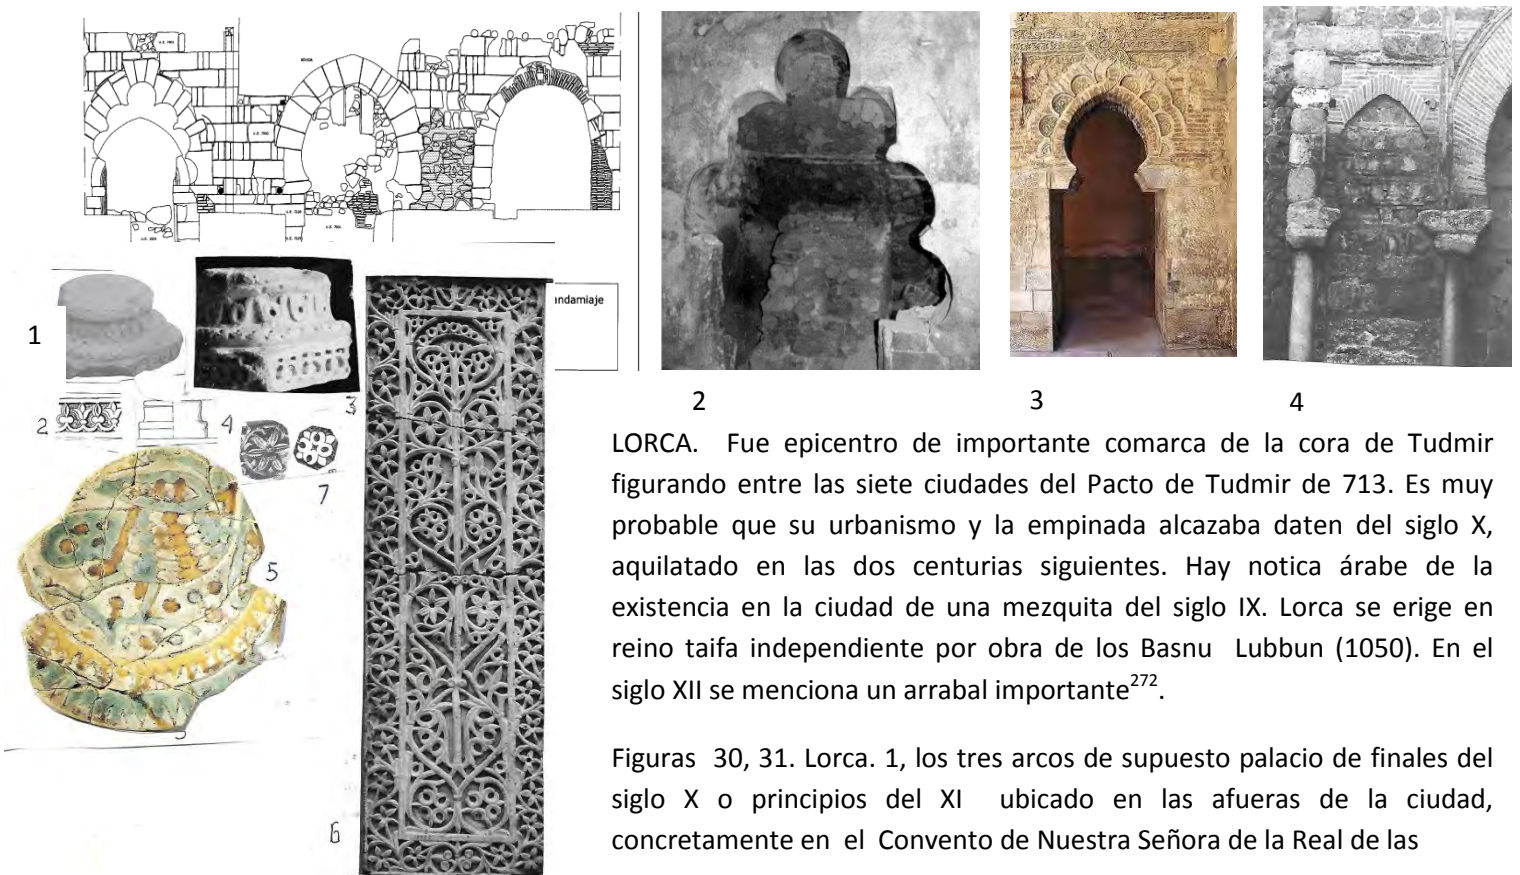 andamiaje
1
2
3
4
5
6
7
2
3
4
LORCA. Fue epicentro de importante comarca de la cora de Tudmir
figurando entre las siete ciudades del Pacto de Tudmir de 713. Es muy
probable que su urbanismo y la empinada alcazaba daten del siglo X,
aquilatado en las dos centurias siguientes. Hay notica árabe de la
existencia en la ciudad de una mezquita del siglo IX. Lorca se erige en
reino taifa independiente por obra de los Basnu Lubbun (1050). En el
siglo XII se menciona un arrabal importante272.
Figuras 30, 31. Lorca. 1, los tres arcos de supuesto palacio de finales del
siglo X o principios del XI ubicado en las afueras de la ciudad,
concretamente en el Convento de Nuestra Señora de la Real de las